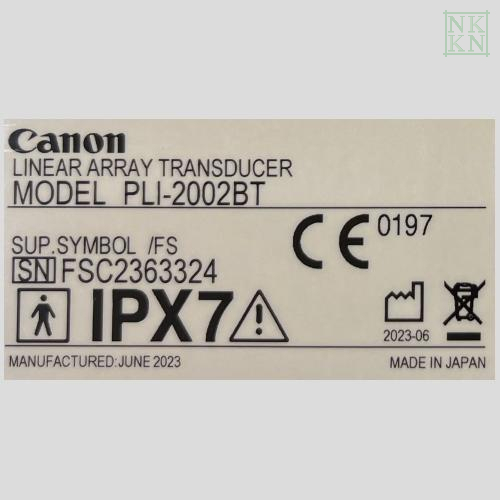 NK
KN
Canon
LINEAR ARRAY TRANSDUCER
MODEL PLI-2002BT
CE 0197
SUP.SYMBOL /FS
SN FSC2363324
IPX7
2023-06
MANUFACTURED:JUNE 2023
MADE IN JAPAN